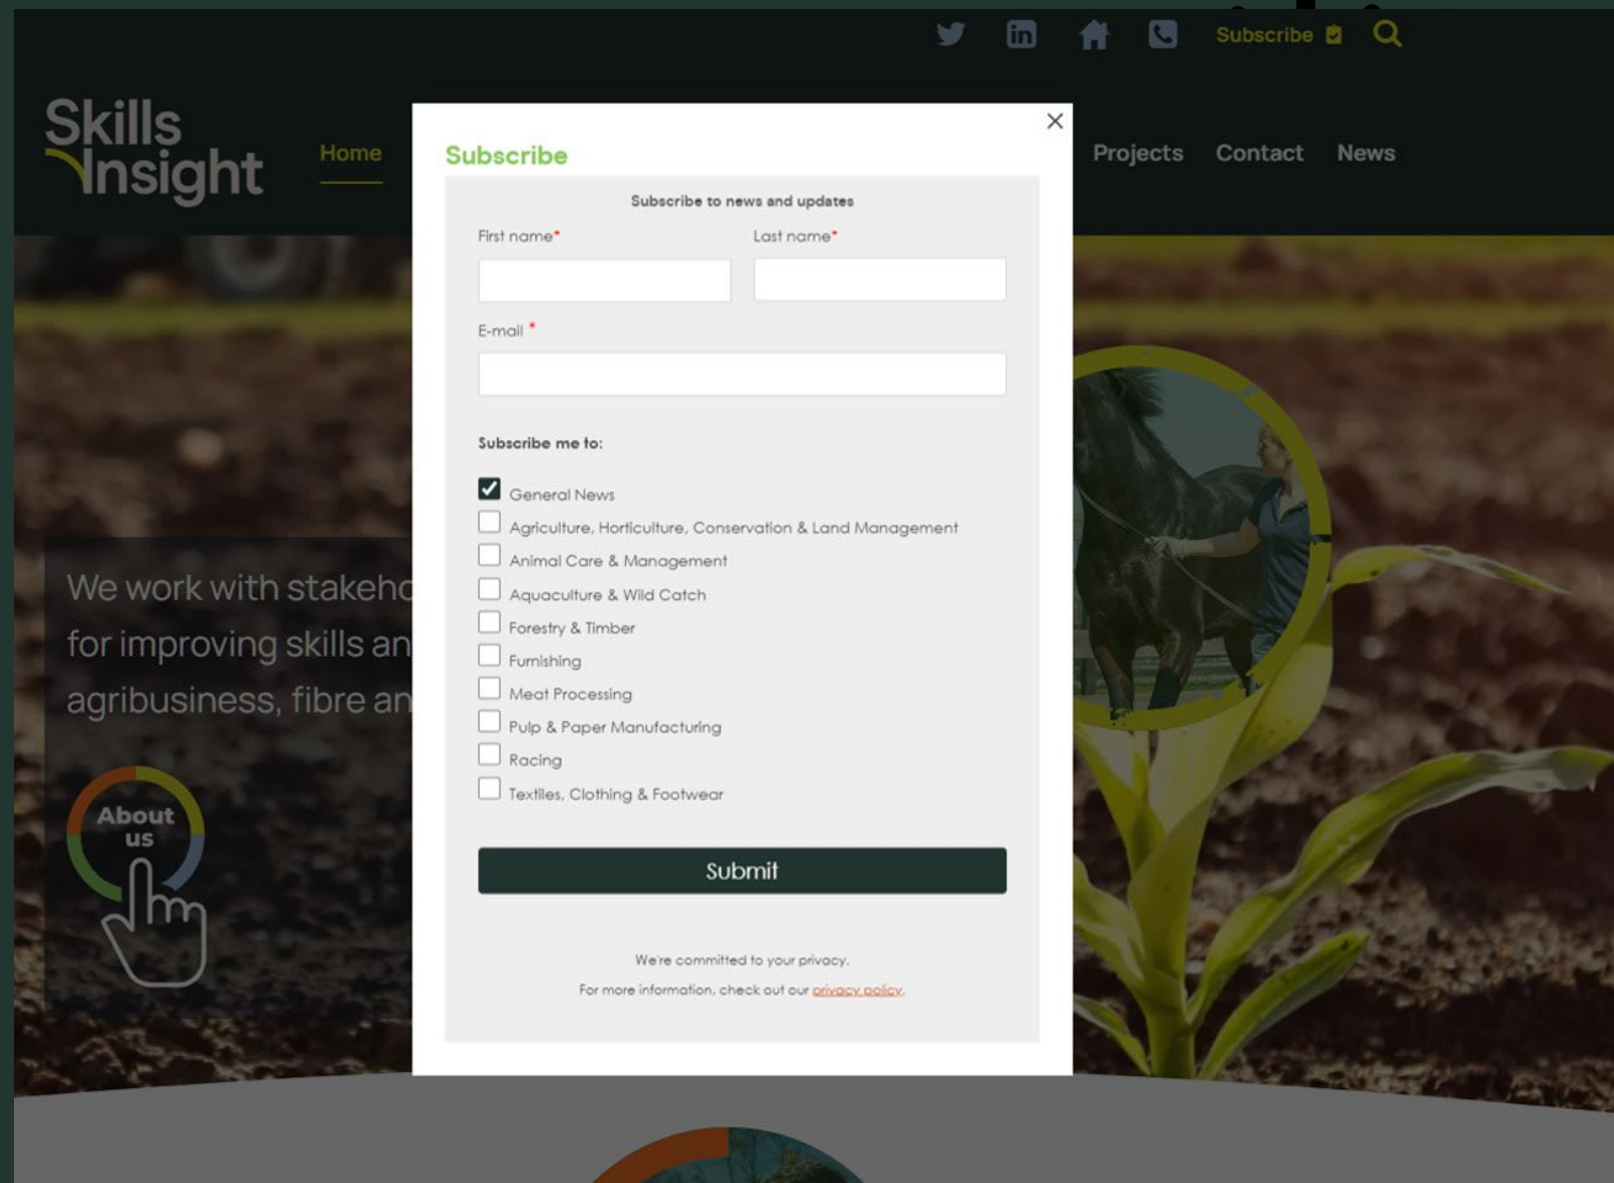 Subscribe
Skills
Insight
Home
Projects
Contact
News
Subscribe
Subscribe to news and updates
First name*
Last name*
E-mail *
Subscribe me to:
General News
Agriculture, Horticulture, Conservation & Land Management
Animal Care & Management
Aquaculture & Wild Catch
Forestry & Timber
Furnishing
Meat Processing
Pulp & Paper Manufacturing
Racing
Textiles, Clothing & Footwear
Submit
We're committed to your privacy.
For more information, check out our privacy policy.
We work with stakeho
for improving skills an
agribusiness, fibre an
About
us